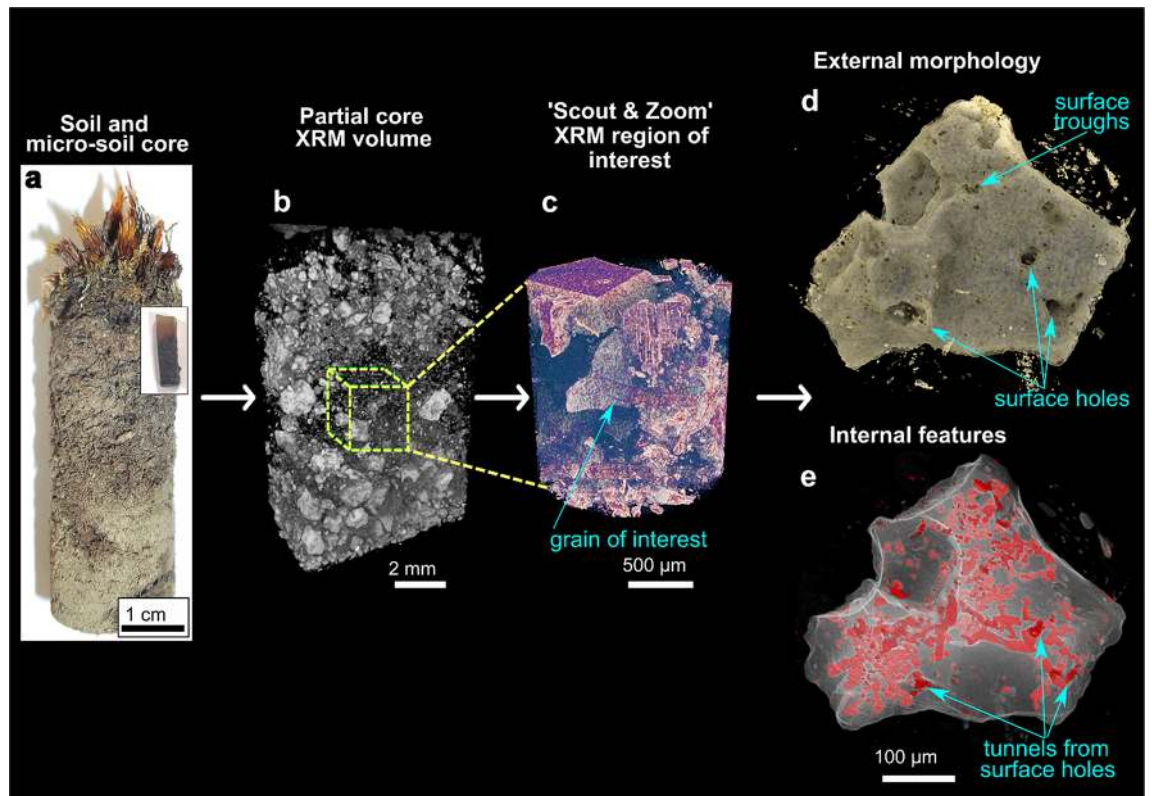 Soil and
micro-soil core
a
1 cm
Partial core
XRM volume
b
2 mm
'Scout & Zoom'
XRM region of
interest
c
grain of interest
500 µm
External morphology
d
surface
troughs
surface holes
Internal features
e
tunnels from
surface holes
100 µm